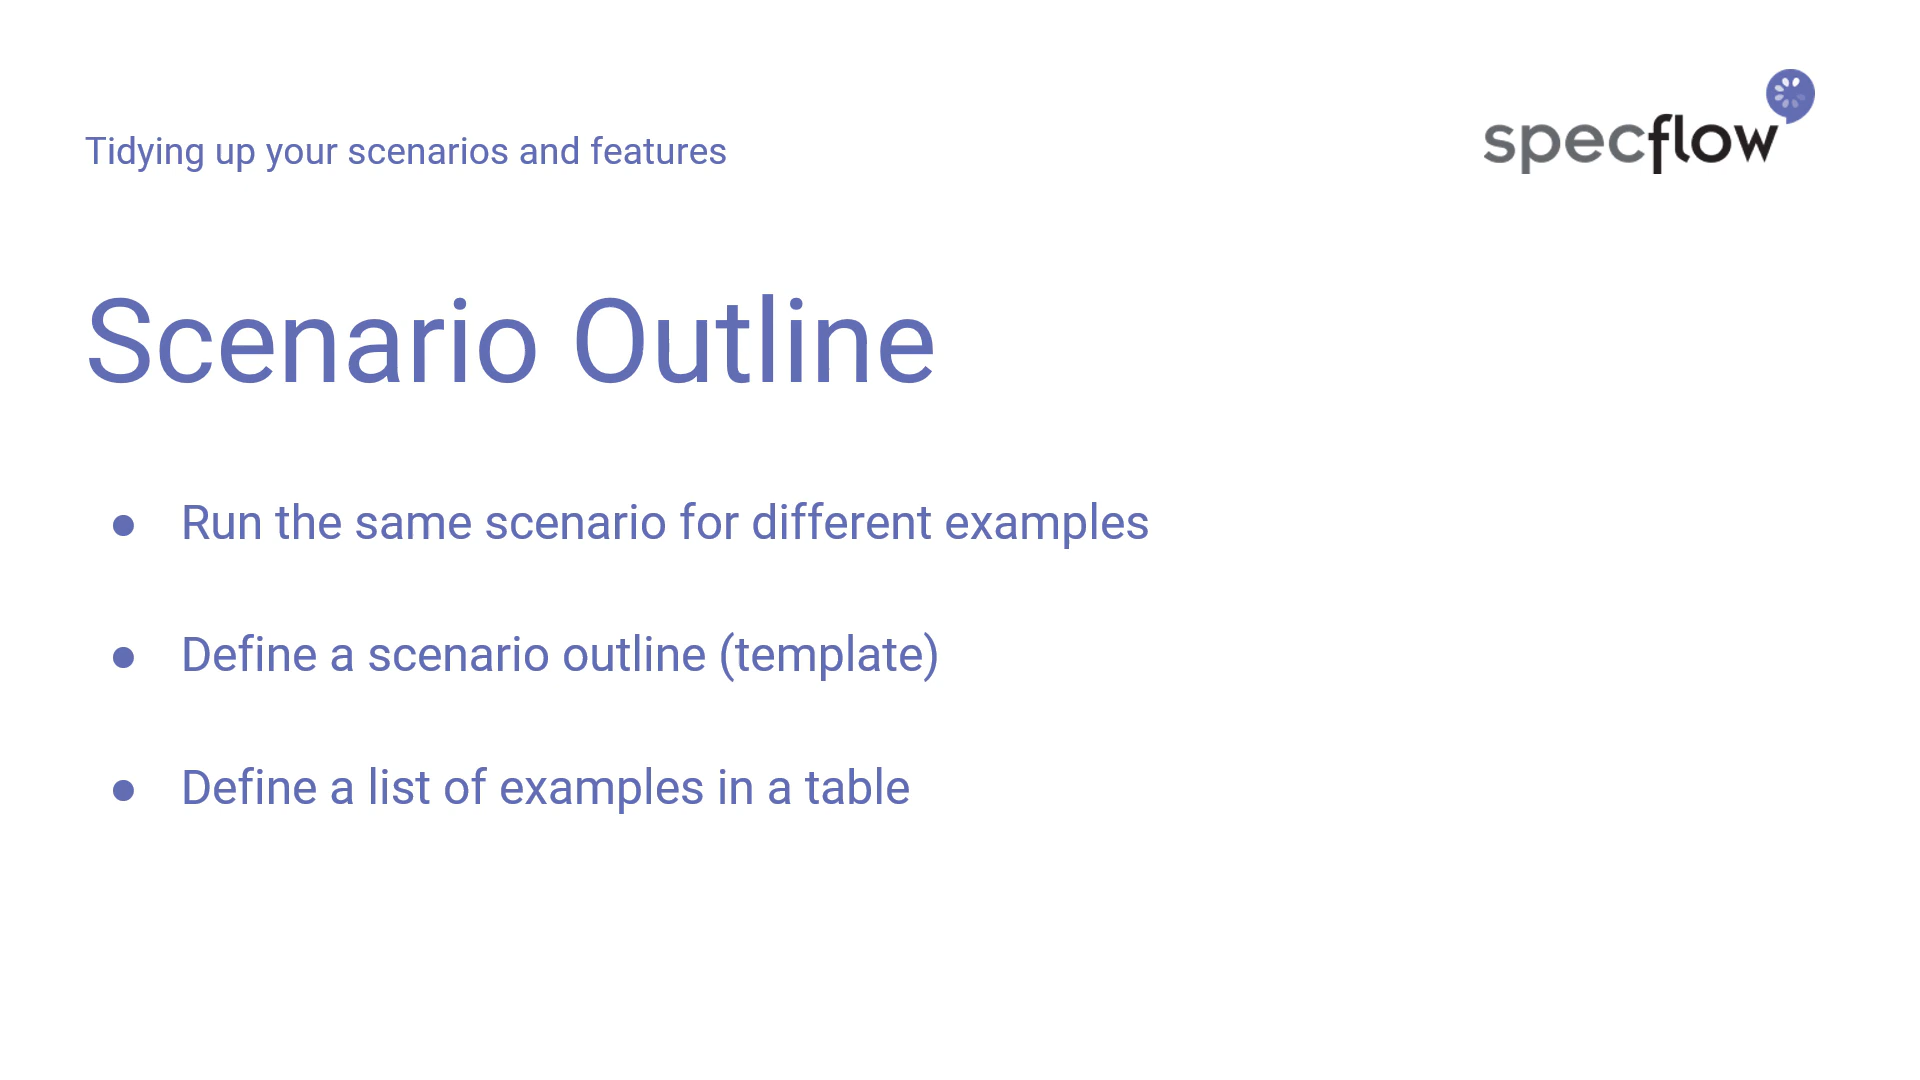 specflow
Tidying up your scenarios and features
Scenario Outline
● Run the same scenario for different examples
● Define a scenario outline (template)
● Define a list of examples in a table